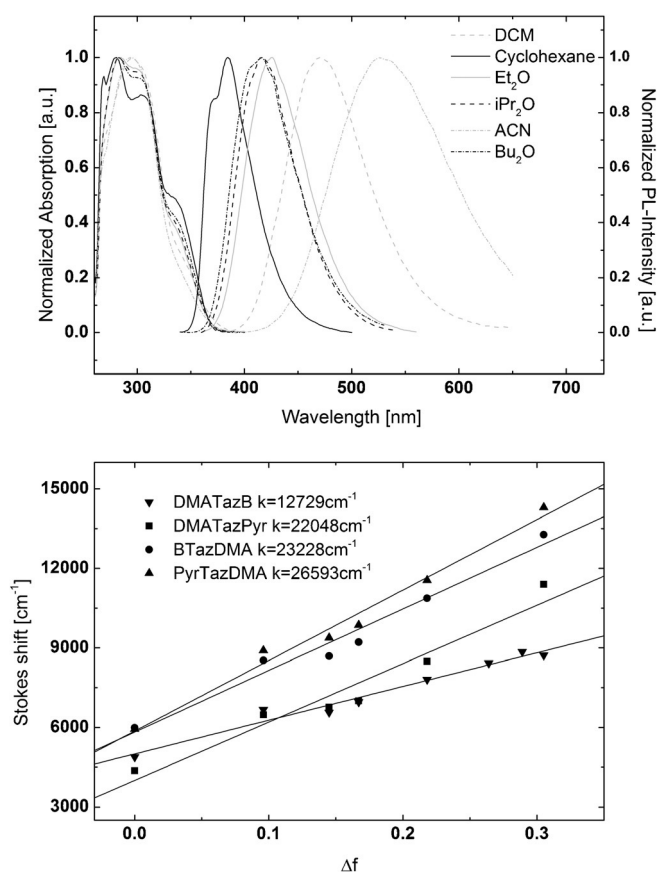 DCM
Cyclohexane
Et₂O
iPr₂O
ACN
Bu₂O
Normalized Absorption [a.u.]
1.0
0.8
0.6
0.4
0.2
0.0
Normalized PL-Intensity [a.u.]
1.0
0.8
0.6
0.4
0.2
0.0
300 400 500 600 700
Wavelength [nm]
DMATazB k=12729cm⁻¹
DMATazPyr k=22048cm⁻¹
BTazDMA k=23228cm⁻¹
PyrTazDMA k=26593cm⁻¹
Stokes shift [cm⁻¹]
15000
12000
9000
6000
3000
0.0 0.1 0.2 0.3
Δf